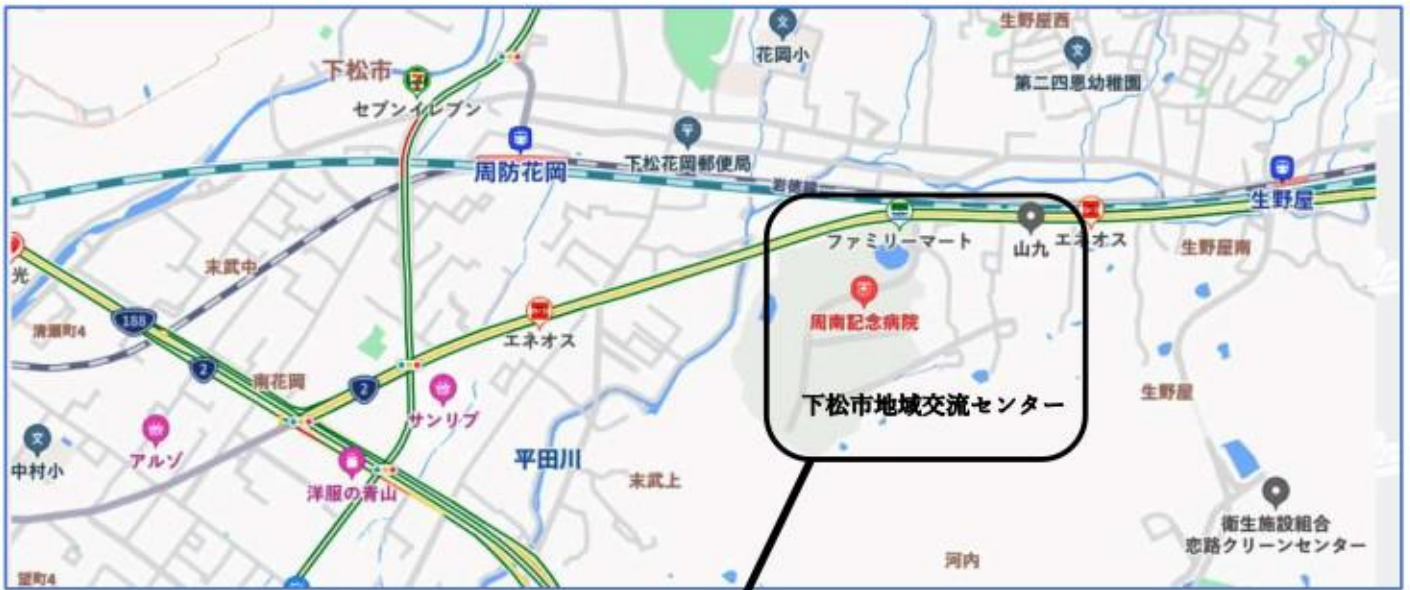 生野屋西
花岡小
下松市
第二四恩幼稚園
セブンイレブン
周防花岡
下松花岡郵便局
岩徳線
生野屋
ファミリーマート
山九
エネオス
生野屋南
光
末武中
周南記念病院
清瀬町4
188
エネオス
2
南花岡
2
下松市地域交流センター
生野屋
サンリブ
アルゾ
中村小
平田川
洋服の青山
末武上
衛生施設組合
恋路クリーンセンター
河内
望町4